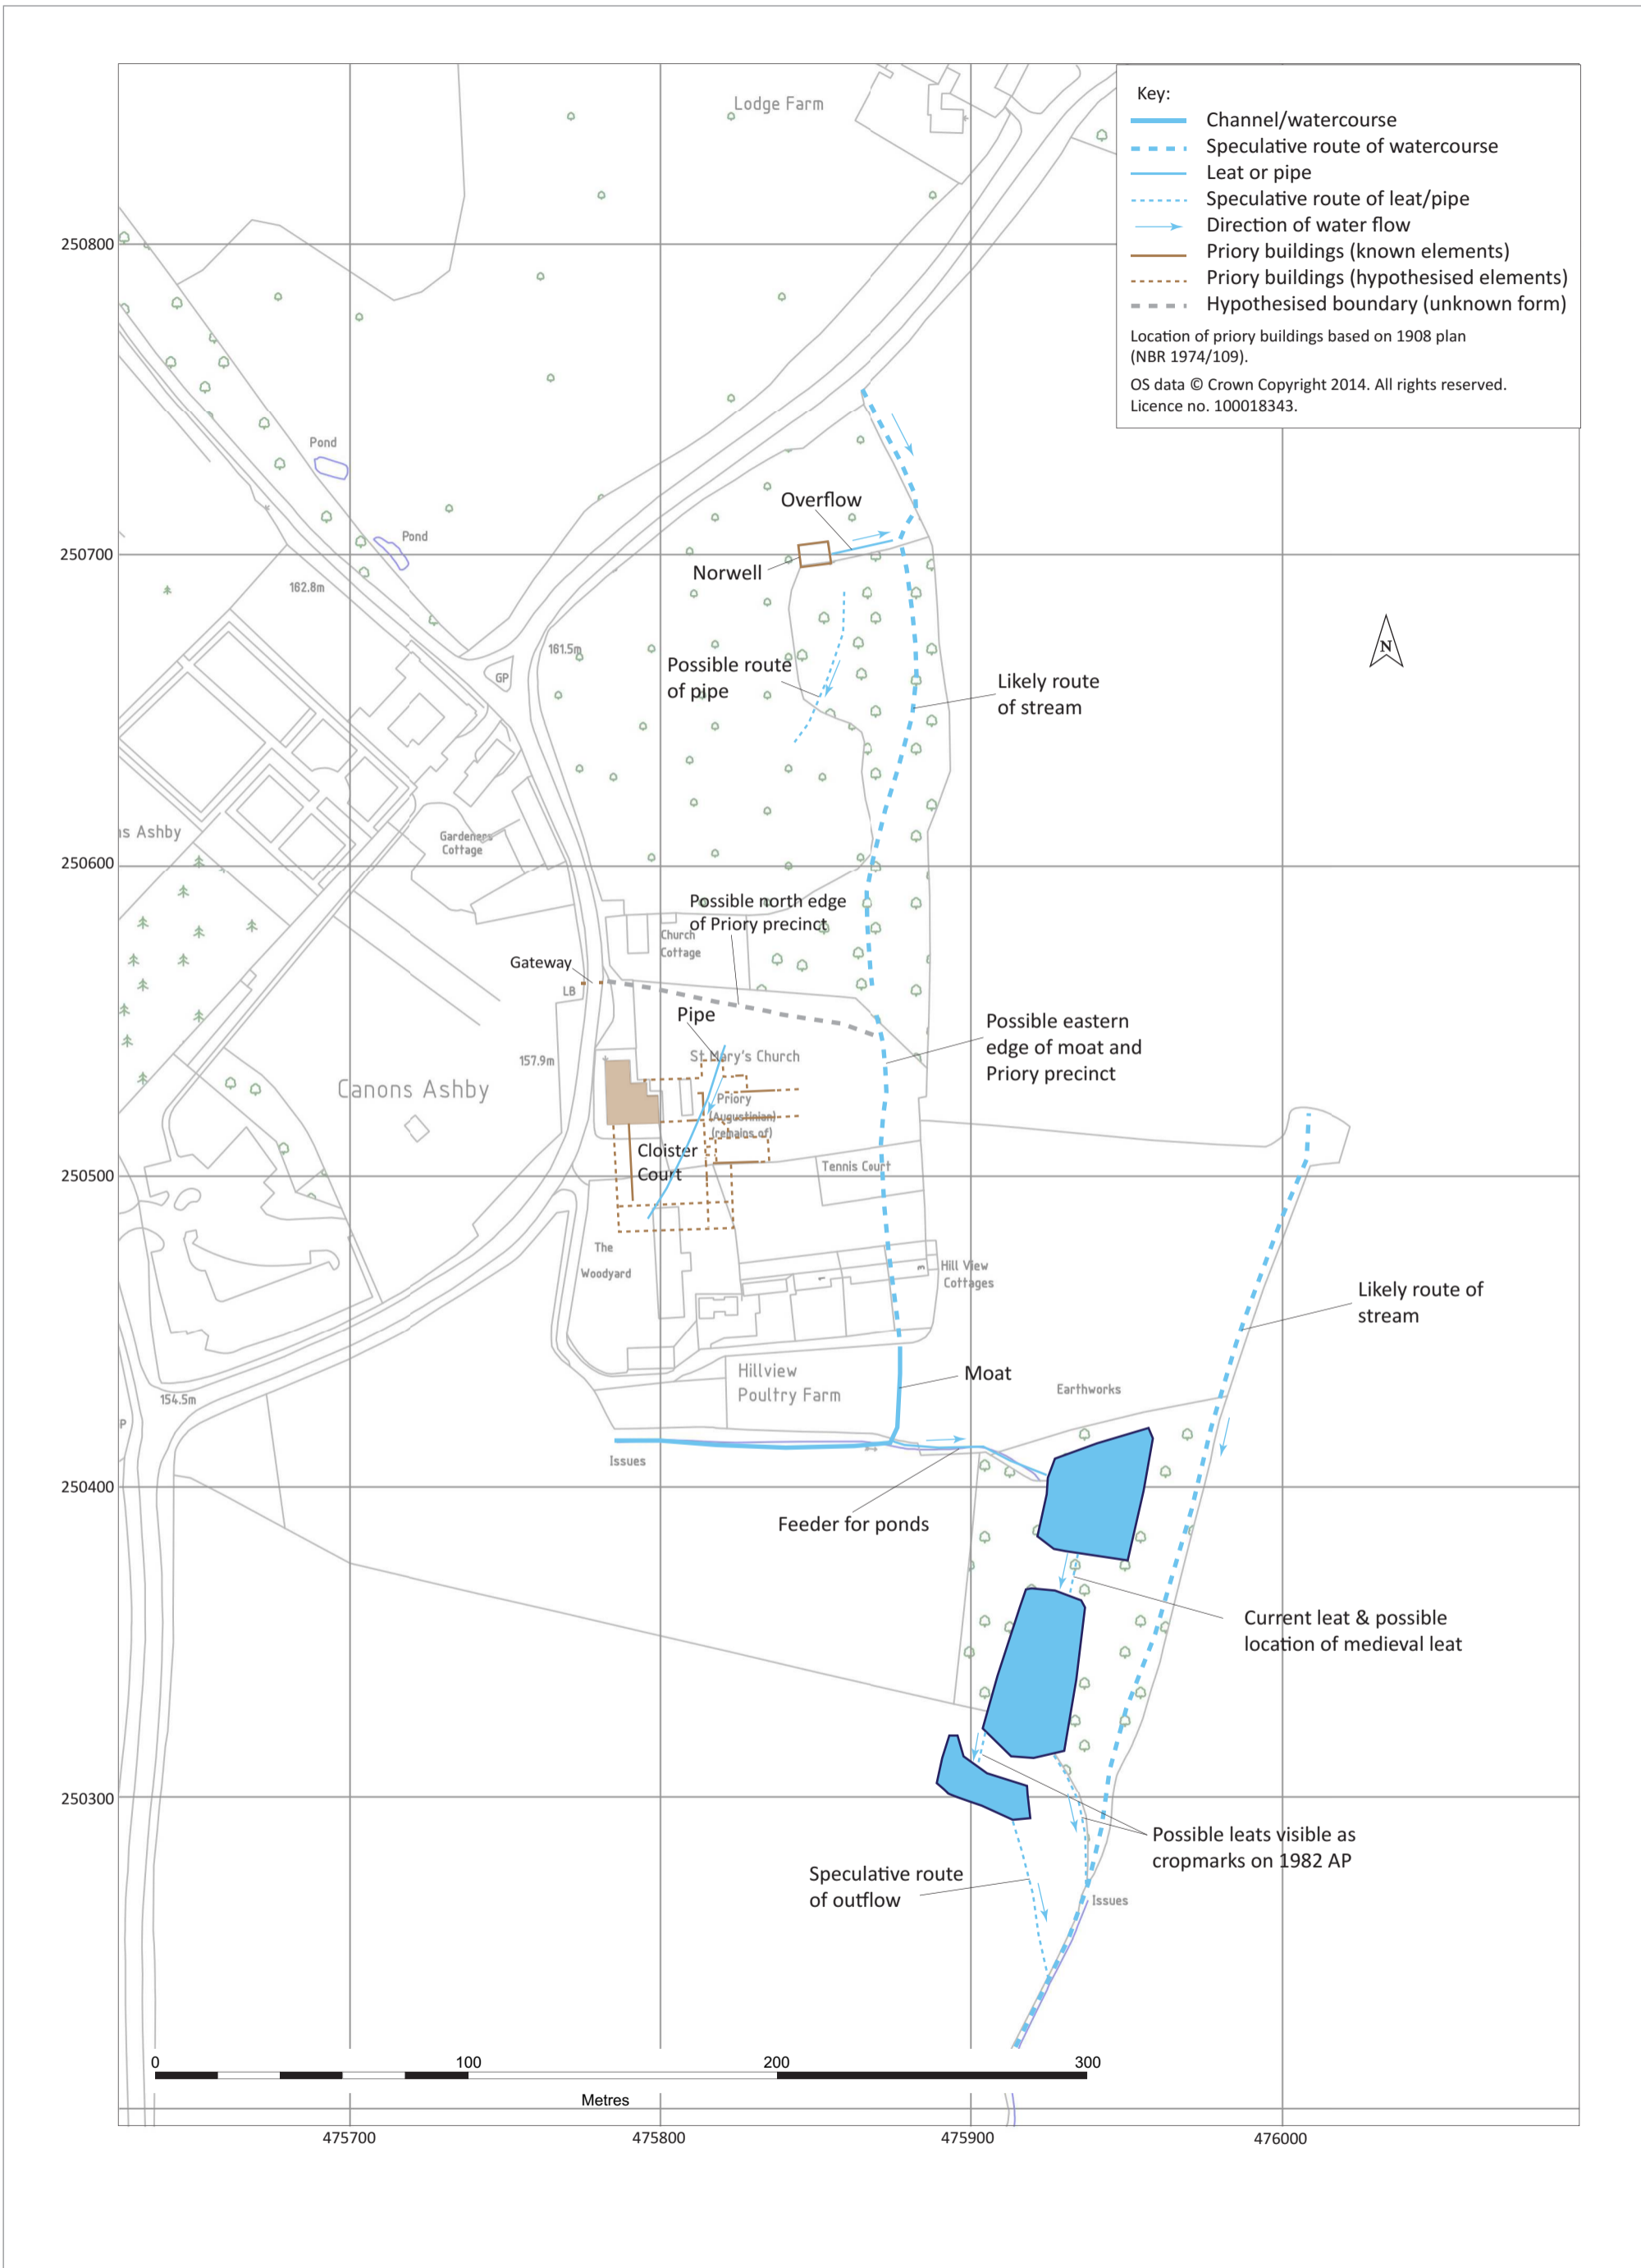 Lodge Farm
Key:
Channel/watercourse
Speculative route of watercourse
Leat or pipe
Speculative route of leat/pipe
Direction of water flow
Priory buildings (known elements)
Priory buildings (hypothesised elements)
Hypothesised boundary (unknown form)
Location of priory buildings based on 1908 plan
(NBR 1974/109).
OS data © Crown Copyright 2014. All rights reserved.
Licence no. 100018343.
250800
Pond
Overflow
Pond
250700
Norwell
162.8m
N
161.5m
Possible route
of pipe
GP
Likely route
of stream
ns Ashby
Gardeners
Cottage
250600
Possible north edge
of Priory precinct
Church
Cottage
Gateway
LB
Pipe
Possible eastern
edge of moat and
Priory precinct
157.9m
St Mary's Church
Canons Ashby
Priory
(Augustinian)
(remains of)
Cloister
Court
Tennis Court
250500
The
Woodyard
1
3
Hill View
Cottages
Likely route of
stream
Hillview
Poultry Farm
Moat
Earthworks
154.5m
P
Issues
250400
Feeder for ponds
Current leat & possible
location of medieval leat
250300
Possible leats visible as
cropmarks on 1982 AP
Speculative route
of outflow
Issues
0 100 200 300
Metres
475700 475800 475900 476000